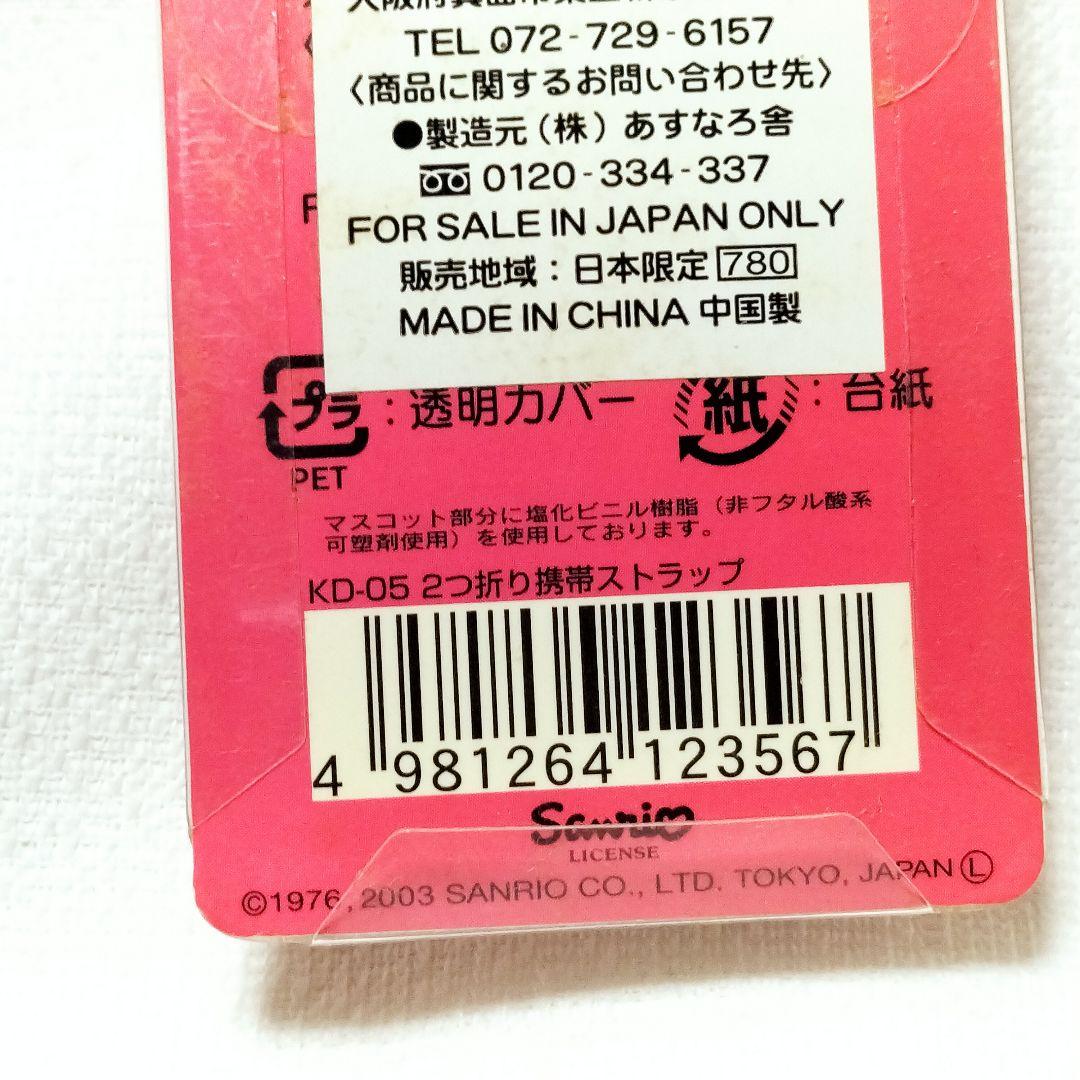 TEL 072-729-6157
〈商品に関するお問い合わせ先〉
●製造元（株）あすなろ舎
0120-334-337
FOR SALE IN JAPAN ONLY
販売地域：日本限定 780
MADE IN CHINA 中国製
プラ：透明カバー 紙：台紙
PET
マスコット部分に塩化ビニル樹脂（非フタル酸系
可塑剤使用）を使用しております。
KD-05 2つ折り携帯ストラップ
4 981264 123567
Sanrio
LICENSE
©1976, 2003 SANRIO CO., LTD. TOKYO, JAPAN Ⓛ